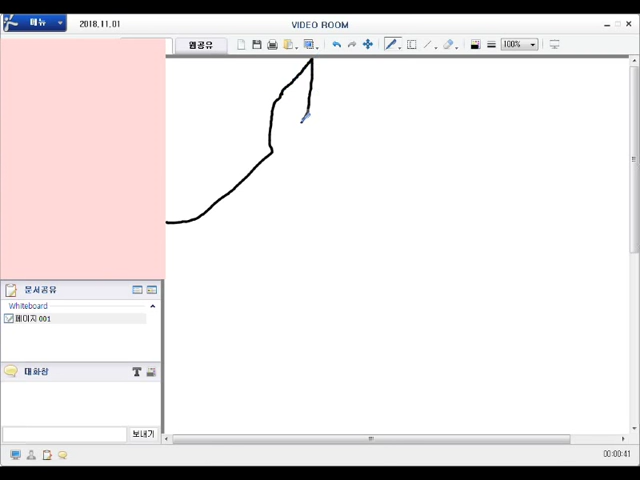 메뉴
2018.11.01
VIDEO ROOM
웹공유
100%
문서공유
Whiteboard
페이지 001
대화창
보내기
00:00:41